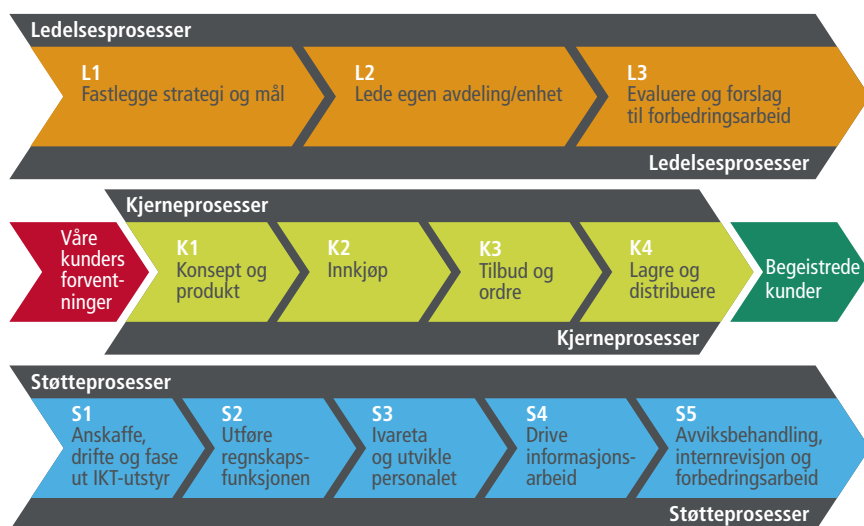 Ledelsesprosesser
L1
Fastlegge strategi og mål
L2
Lede egen avdeling/enhet
L3
Evaluere og forslag
til forbedringsarbeid
Ledelsesprosesser
Kjerneprosesser
Våre
kunders
forvent-
ninger
K1
Konsept og
produkt
K2
Innkjøp
K3
Tilbud og
ordre
K4
Lagre og
distribuere
Begeistrede
kunder
Kjerneprosesser
Støtteprosesser
S1
Anskaffe,
drifte og fase
ut IKT-utstyr
S2
Utføre
regnskaps-
funksjonen
S3
Ivareta
og utvikle
personalet
S4
Drive
informasjons-
arbeid
S5
Avviksbehandling,
internrevisjon og
forbedringsarbeid
Støtteprosesser